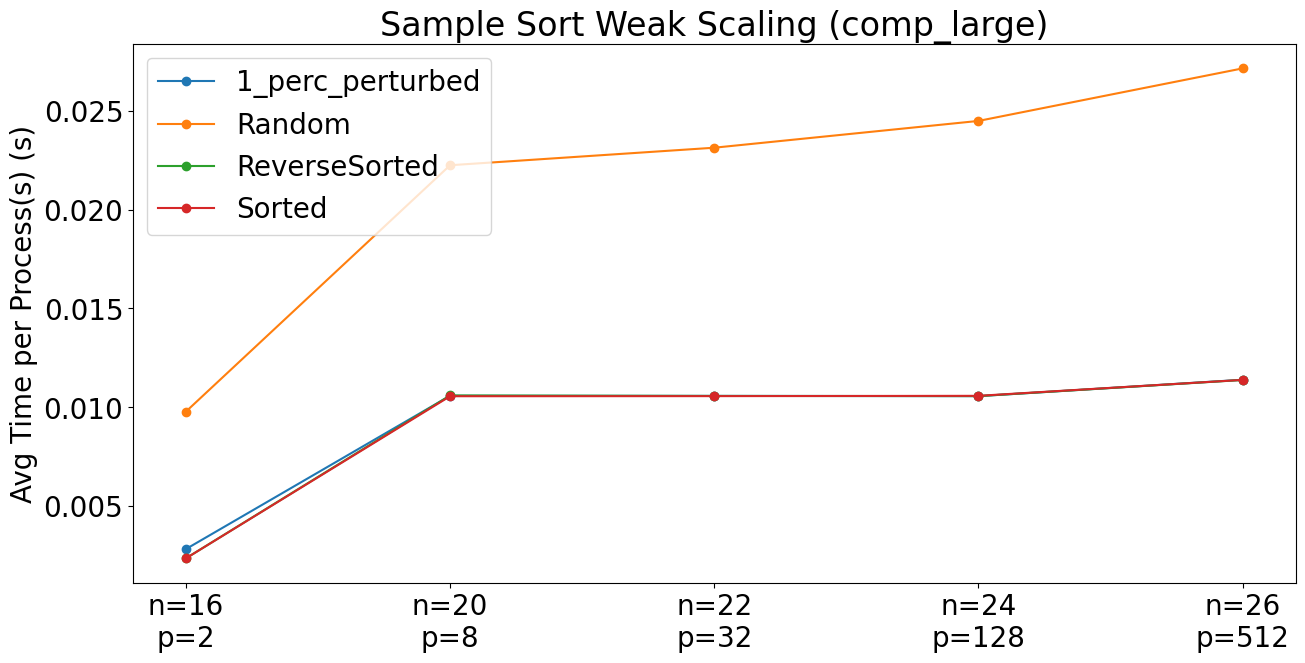 Sample Sort Weak Scaling (comp_large)
Avg Time per Process(s) (s)
0.025
0.020
0.015
0.010
0.005
1_perc_perturbed
Random
ReverseSorted
Sorted
n=16 n=20 n=22 n=24 n=26
p=2 p=8 p=32 p=128 p=512